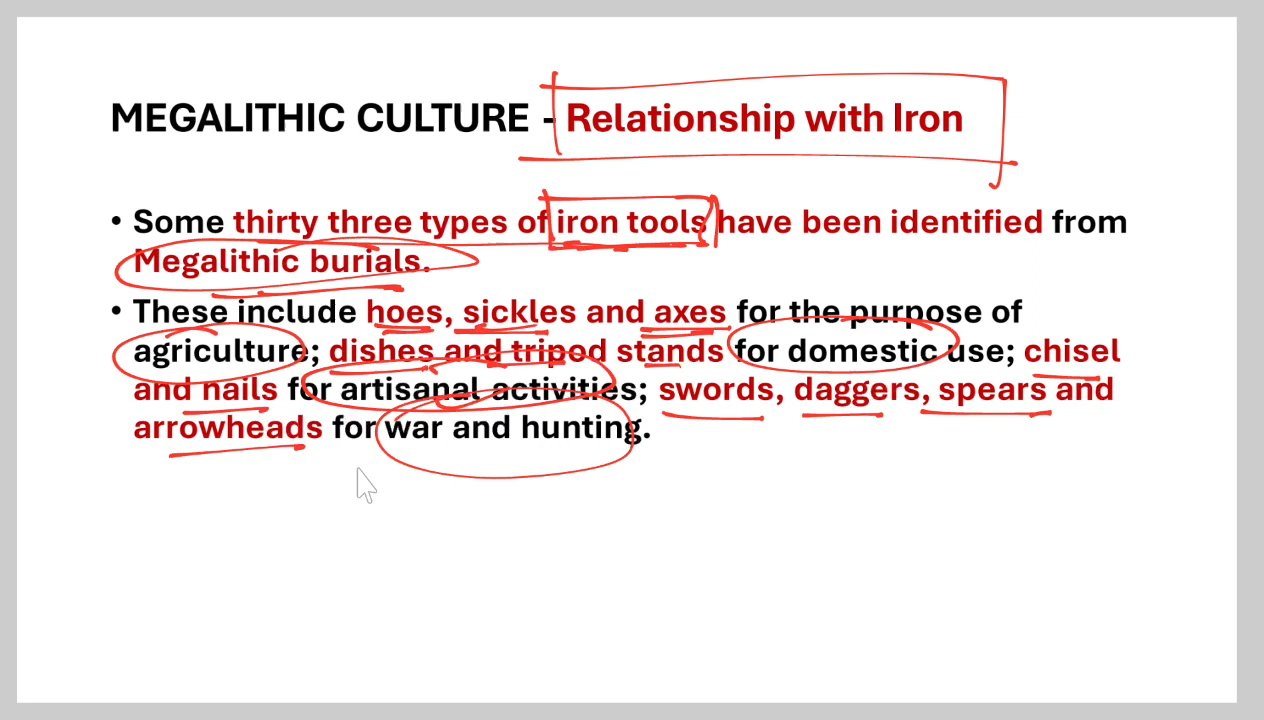 MEGALITHIC CULTURE - Relationship with Iron
• Some thirty three types of iron tools have been identified from
Megalithic burials.
• These include hoes, sickles and axes for the purpose of
agriculture; dishes and tripod stands for domestic use; chisel
and nails for artisanal activities; swords, daggers, spears and
arrowheads for war and hunting.